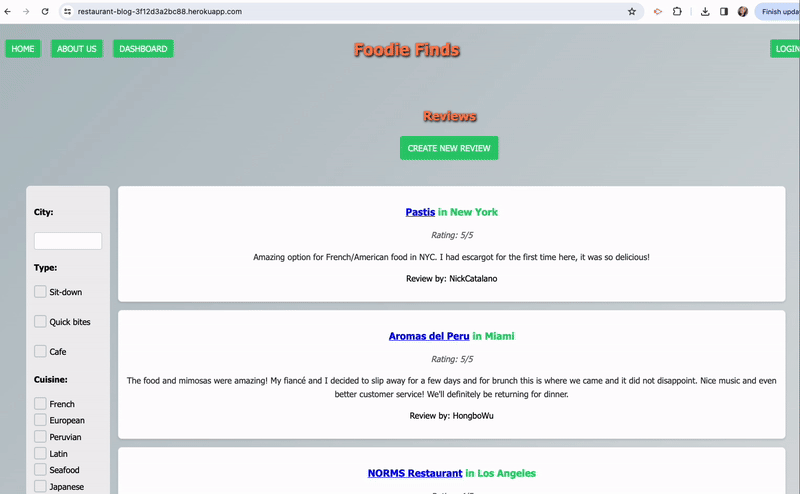 restaurant-blog-3f12d3a2bc88.herokuapp.com
Finish upda
HOME
ABOUT US
DASHBOARD
Foodie Finds
LOGIN
Reviews
CREATE NEW REVIEW
City:
Type:
Sit-down
Quick bites
Cafe
Cuisine:
French
European
Peruvian
Latin
Seafood
Japanese
Pastis in New York
Rating: 5/5
Amazing option for French/American food in NYC. I had escargot for the first time here, it was so delicious!
Review by: NickCatalano
Aromas del Peru in Miami
Rating: 5/5
The food and mimosas were amazing! My fiancé and I decided to slip away for a few days and for brunch this is where we came and it did not disappoint. Nice music and even
better customer service! We'll definitely be returning for dinner.
Review by: HongboWu
NORMS Restaurant in Los Angeles